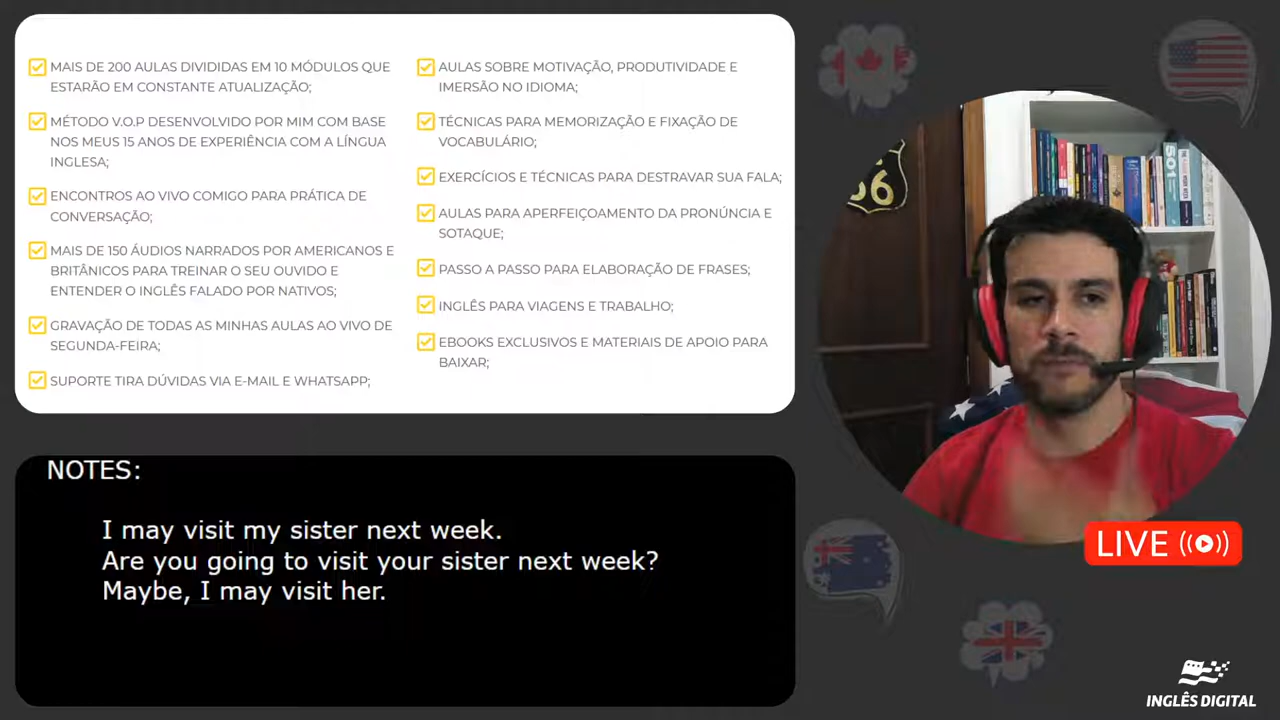 MAIS DE 200 AULAS DIVIDIDAS EM 10 MÓDULOS QUE
ESTARÃO EM CONSTANTE ATUALIZAÇÃO;
MÉTODO V.O.P DESENVOLVIDO POR MIM COM BASE
NOS MEUS 15 ANOS DE EXPERIÊNCIA COM A LÍNGUA
INGLESA;
ENCONTROS AO VIVO COMIGO PARA PRÁTICA DE
CONVERSAÇÃO;
MAIS DE 150 ÁUDIOS NARRADOS POR AMERICANOS E
BRITÂNICOS PARA TREINAR O SEU OUVIDO E
ENTENDER O INGLÊS FALADO POR NATIVOS;
GRAVAÇÃO DE TODAS AS MINHAS AULAS AO VIVO DE
SEGUNDA-FEIRA;
SUPORTE TIRA DÚVIDAS VIA E-MAIL E WHATSAPP;
AULAS SOBRE MOTIVAÇÃO, PRODUTIVIDADE E
IMERSÃO NO IDIOMA;
TÉCNICAS PARA MEMORIZAÇÃO E FIXAÇÃO DE
VOCABULÁRIO;
EXERCÍCIOS E TÉCNICAS PARA DESTRAVAR SUA FALA;
AULAS PARA APERFEIÇOAMENTO DA PRONÚNCIA E
SOTAQUE;
PASSO A PASSO PARA ELABORAÇÃO DE FRASES;
INGLÊS PARA VIAGENS E TRABALHO;
EBOOKS EXCLUSIVOS E MATERIAIS DE APOIO PARA
BAIXAR;
66
501
NOTES:
I may visit my sister next week.
Are you going to visit your sister next week?
Maybe, I may visit her.
LIVE
INGLÊS DIGITAL